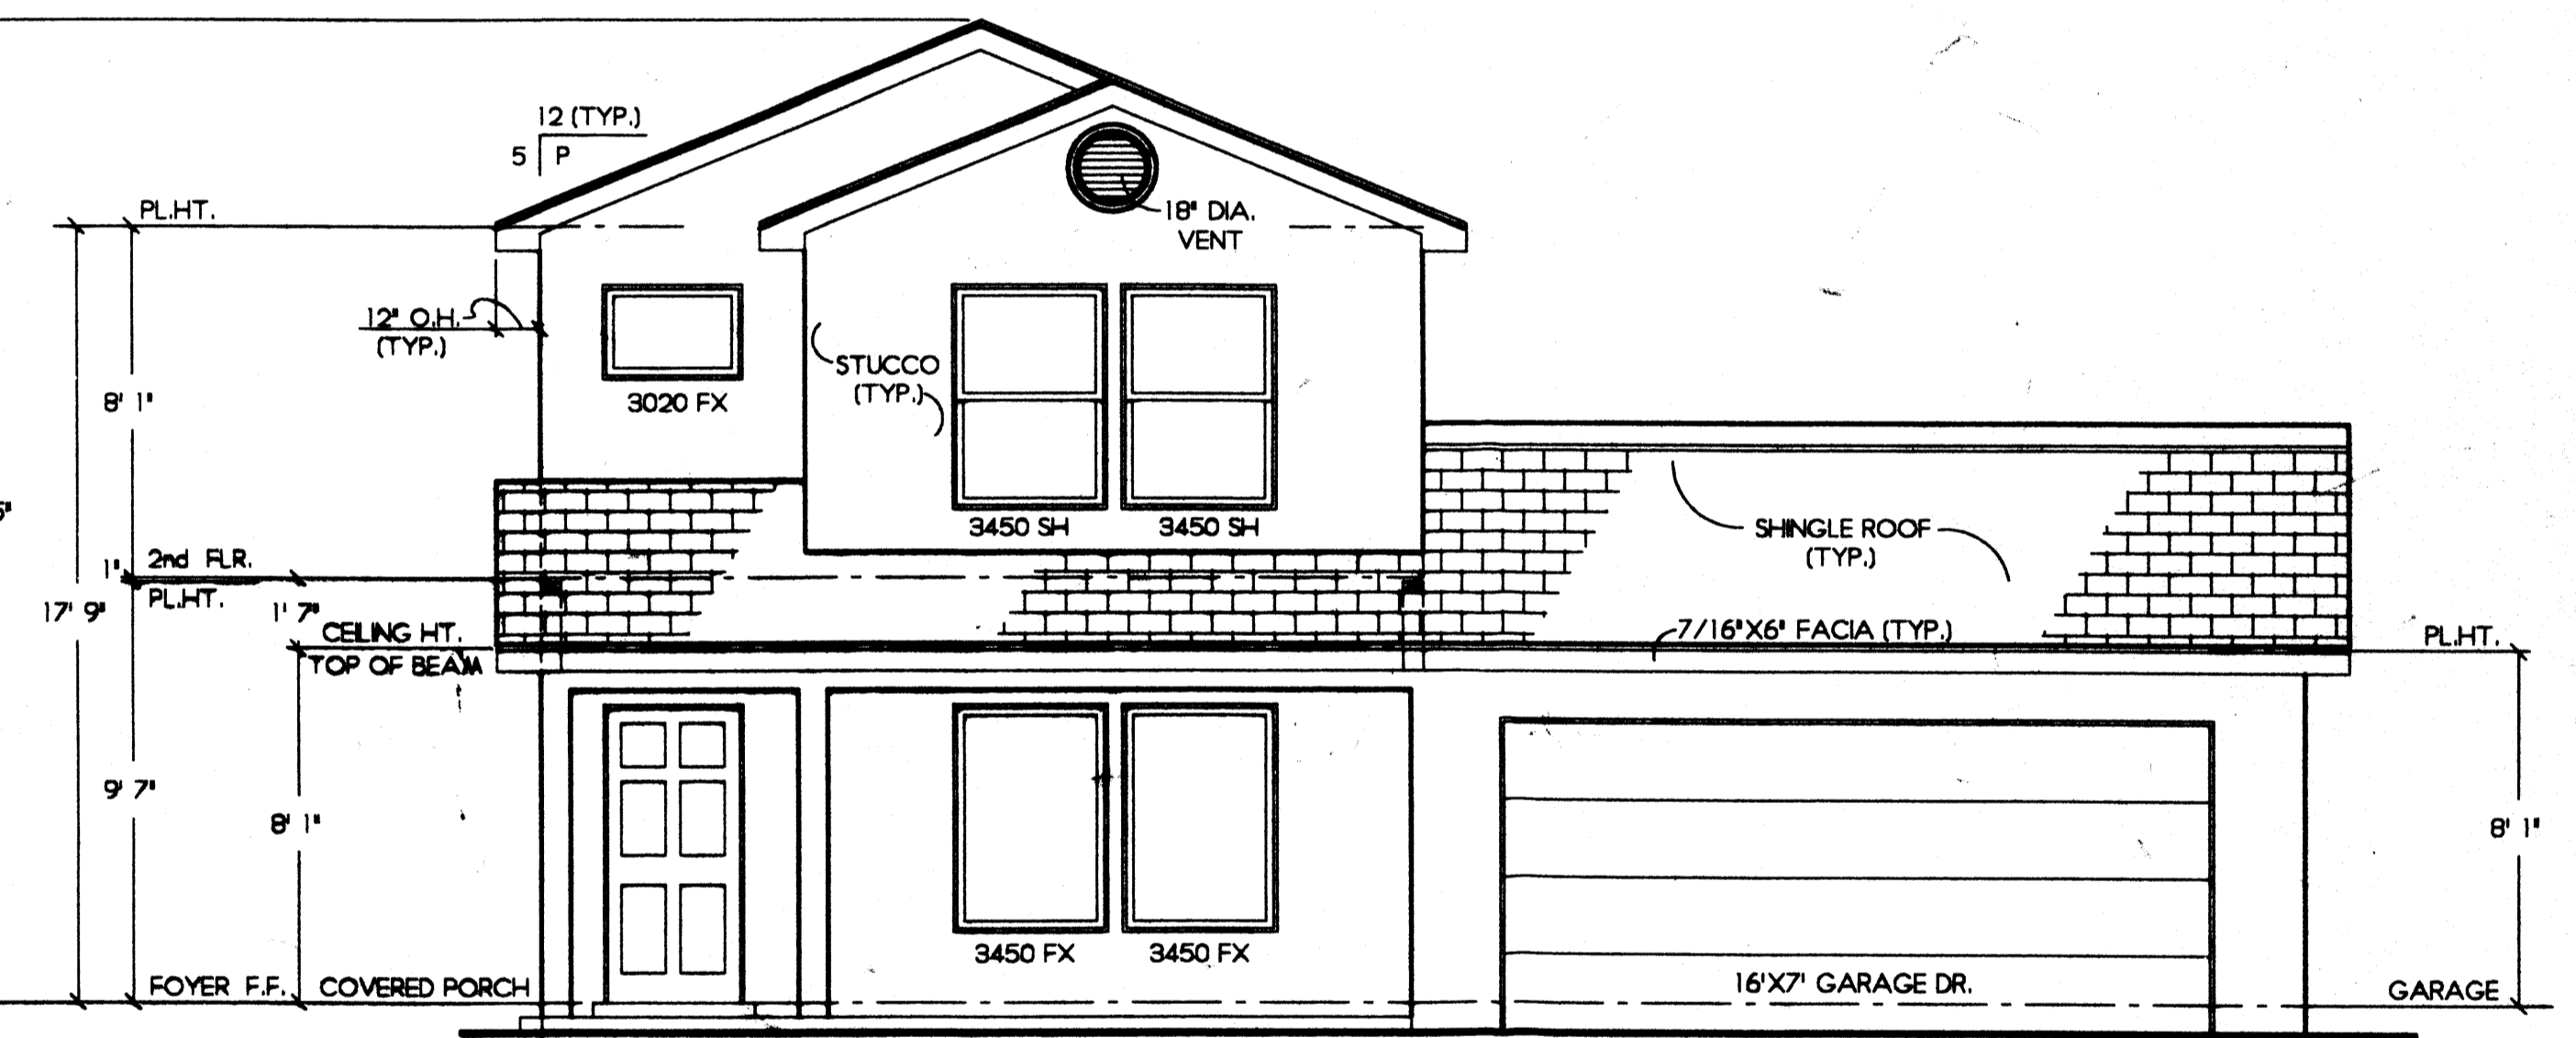 12 (TYP.)
5 P
PL.HT.
18" DIA.
VENT
12" O.H.
(TYP.)
STUCCO
(TYP.)
8' 1"
3020 FX
3450 SH 3450 SH
SHINGLE ROOF
(TYP.)
1" 2nd FLR.
PL.HT.
17' 9" 1' 7"
CEILING HT.
7/16"X6" FACIA (TYP.)
PL.HT.
TOP OF BEAM
9' 7"
8' 1"
8' 1"
3450 FX 3450 FX
FOYER F.F. COVERED PORCH
16'X7' GARAGE DR.
GARAGE